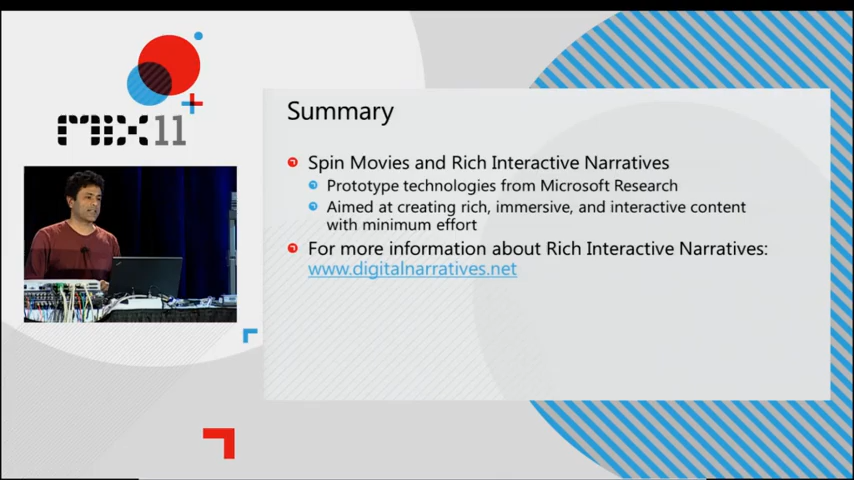 MIX11
Summary
Spin Movies and Rich Interactive Narratives
Prototype technologies from Microsoft Research
Aimed at creating rich, immersive, and interactive content
with minimum effort
For more information about Rich Interactive Narratives:
www.digitalnarratives.net